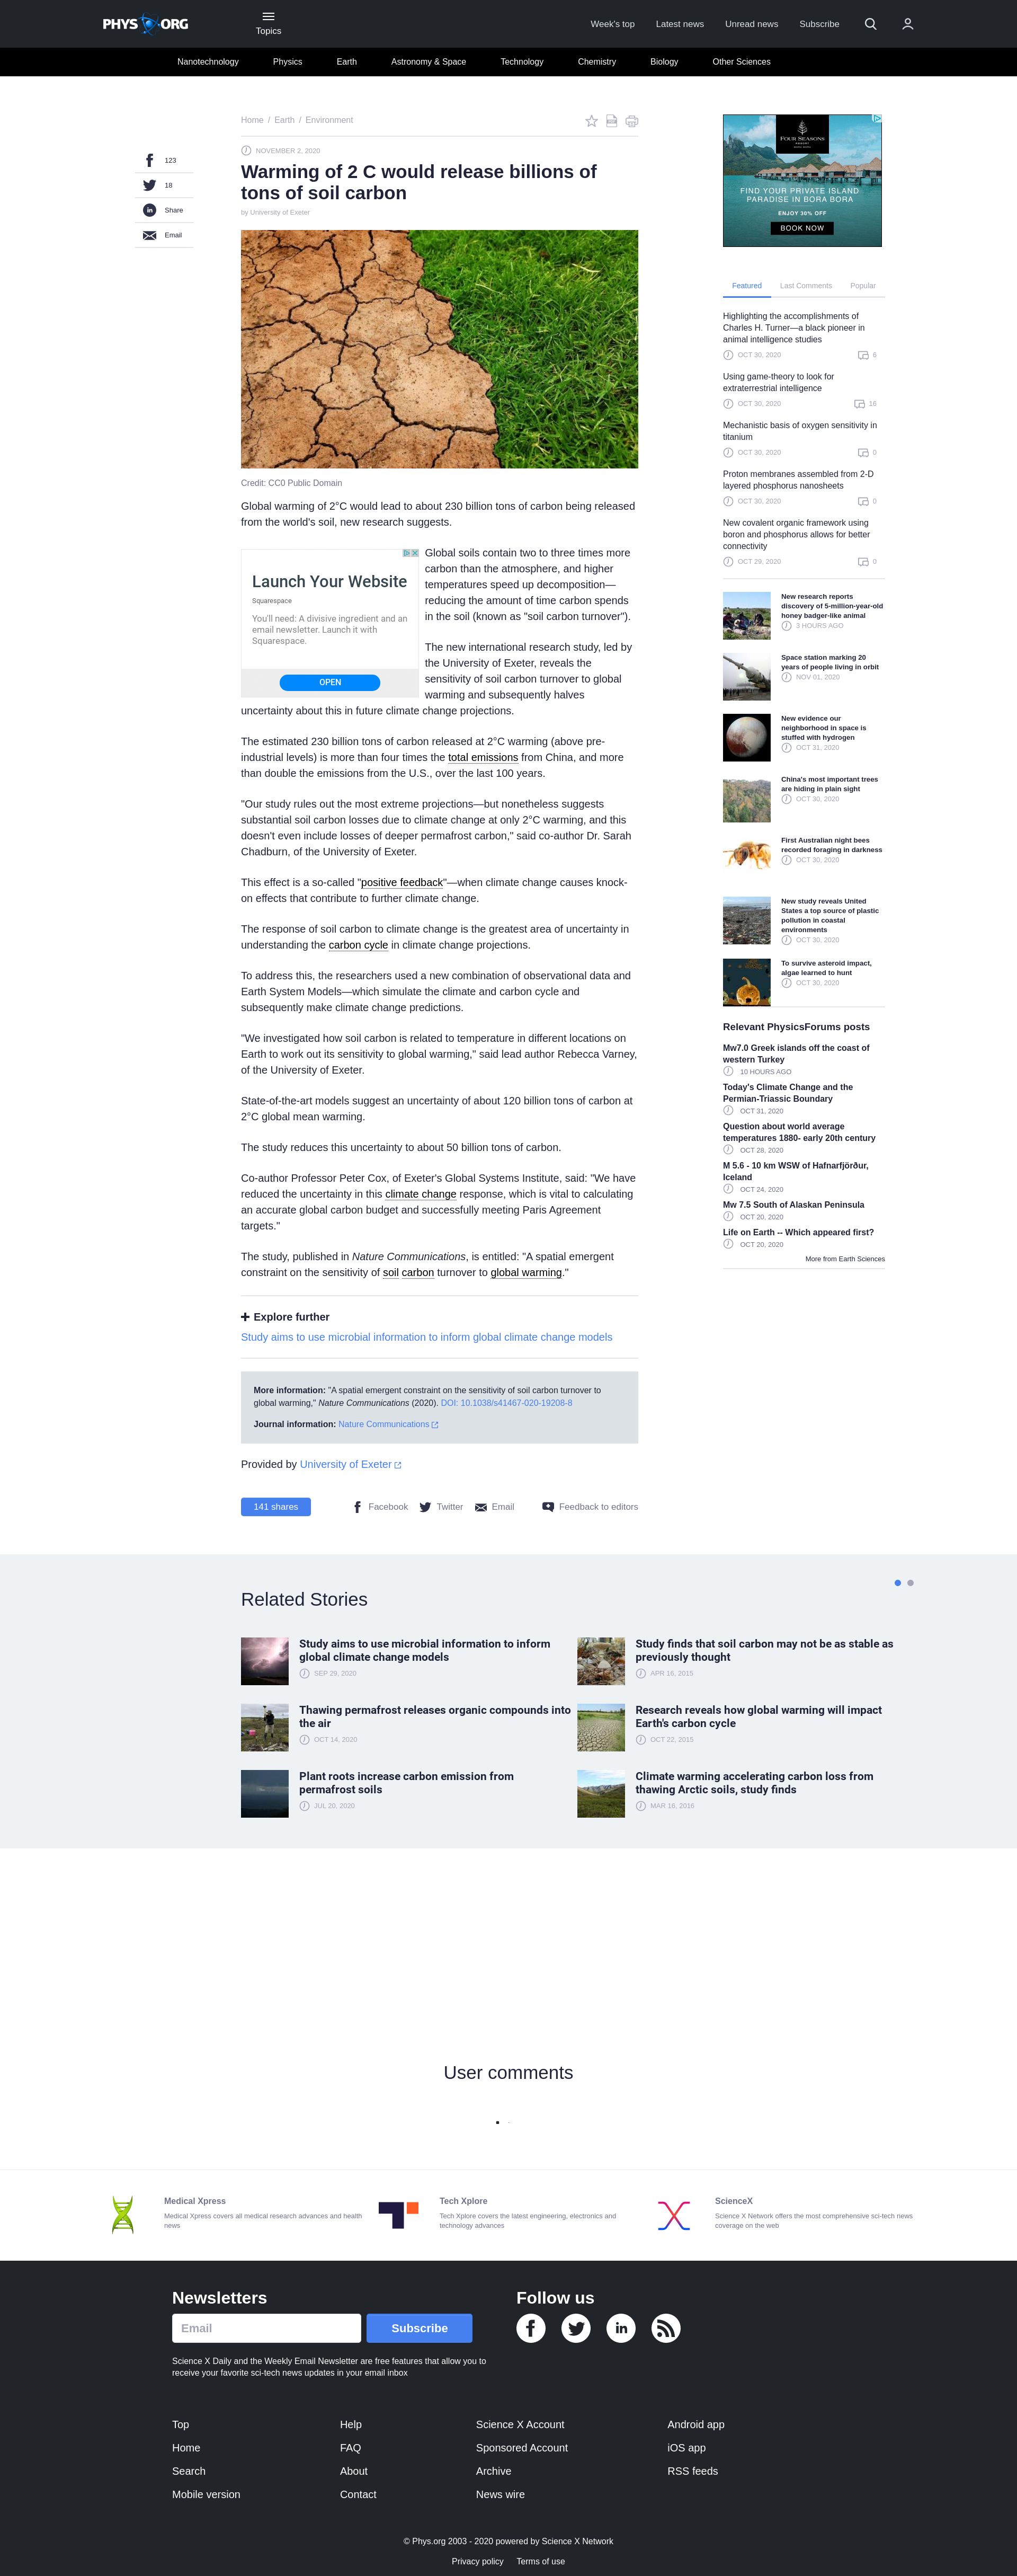 PHYS ORG
Topics
Week's top
Latest news
Unread news
Subscribe
Nanotechnology
Physics
Earth
Astronomy & Space
Technology
Chemistry
Biology
Other Sciences
123
18
Share
Email
Home / Earth / Environment
NOVEMBER 2, 2020
Warming of 2 C would release billions of
tons of soil carbon
by University of Exeter
Credit: CC0 Public Domain
Global warming of 2°C would lead to about 230 billion tons of carbon being released
from the world's soil, new research suggests.
Launch Your Website
Squarespace
You'll need: A divisive ingredient and an
email newsletter. Launch it with
Squarespace.
OPEN
Global soils contain two to three times more
carbon than the atmosphere, and higher
temperatures speed up decomposition—
reducing the amount of time carbon spends
in the soil (known as "soil carbon turnover").
The new international research study, led by
the University of Exeter, reveals the
sensitivity of soil carbon turnover to global
warming and subsequently halves
uncertainty about this in future climate change projections.
The estimated 230 billion tons of carbon released at 2°C warming (above pre-
industrial levels) is more than four times the total emissions from China, and more
than double the emissions from the U.S., over the last 100 years.
"Our study rules out the most extreme projections—but nonetheless suggests
substantial soil carbon losses due to climate change at only 2°C warming, and this
doesn't even include losses of deeper permafrost carbon," said co-author Dr. Sarah
Chadburn, of the University of Exeter.
This effect is a so-called "positive feedback"—when climate change causes knock-
on effects that contribute to further climate change.
The response of soil carbon to climate change is the greatest area of uncertainty in
understanding the carbon cycle in climate change projections.
To address this, the researchers used a new combination of observational data and
Earth System Models—which simulate the climate and carbon cycle and
subsequently make climate change predictions.
"We investigated how soil carbon is related to temperature in different locations on
Earth to work out its sensitivity to global warming," said lead author Rebecca Varney,
of the University of Exeter.
State-of-the-art models suggest an uncertainty of about 120 billion tons of carbon at
2°C global mean warming.
The study reduces this uncertainty to about 50 billion tons of carbon.
Co-author Professor Peter Cox, of Exeter's Global Systems Institute, said: "We have
reduced the uncertainty in this climate change response, which is vital to calculating
an accurate global carbon budget and successfully meeting Paris Agreement
targets."
The study, published in Nature Communications, is entitled: "A spatial emergent
constraint on the sensitivity of soil carbon turnover to global warming."
Explore further
Study aims to use microbial information to inform global climate change models
More information: "A spatial emergent constraint on the sensitivity of soil carbon turnover to
global warming," Nature Communications (2020). DOI: 10.1038/s41467-020-19208-8
Journal information: Nature Communications
Provided by University of Exeter
141 shares
Facebook
Twitter
Email
Feedback to editors
FOUR SEASONS
FIND YOUR PRIVATE ISLAND
PARADISE IN BORA BORA
ENJOY 30% OFF
BOOK NOW
Featured
Last Comments
Popular
Highlighting the accomplishments of
Charles H. Turner—a black pioneer in
animal intelligence studies
OCT 30, 2020
6
Using game-theory to look for
extraterrestrial intelligence
OCT 30, 2020
16
Mechanistic basis of oxygen sensitivity in
titanium
OCT 30, 2020
0
Proton membranes assembled from 2-D
layered phosphorus nanosheets
OCT 30, 2020
0
New covalent organic framework using
boron and phosphorus allows for better
connectivity
OCT 29, 2020
0
New research reports
discovery of 5-million-year-old
honey badger-like animal
3 HOURS AGO
Space station marking 20
years of people living in orbit
NOV 01, 2020
New evidence our
neighborhood in space is
stuffed with hydrogen
OCT 31, 2020
China's most important trees
are hiding in plain sight
OCT 30, 2020
First Australian night bees
recorded foraging in darkness
OCT 30, 2020
New study reveals United
States a top source of plastic
pollution in coastal
environments
OCT 30, 2020
To survive asteroid impact,
algae learned to hunt
OCT 30, 2020
Relevant PhysicsForums posts
Mw7.0 Greek islands off the coast of
western Turkey
10 HOURS AGO
Today's Climate Change and the
Permian-Triassic Boundary
OCT 31, 2020
Question about world average
temperatures 1880- early 20th century
OCT 28, 2020
M 5.6 - 10 km WSW of Hafnarfjörður,
Iceland
OCT 24, 2020
Mw 7.5 South of Alaskan Peninsula
OCT 20, 2020
Life on Earth -- Which appeared first?
OCT 20, 2020
More from Earth Sciences
Related Stories
Study aims to use microbial information to inform
global climate change models
SEP 29, 2020
Study finds that soil carbon may not be as stable as
previously thought
APR 16, 2015
Thawing permafrost releases organic compounds into
the air
OCT 14, 2020
Research reveals how global warming will impact
Earth's carbon cycle
OCT 22, 2015
Plant roots increase carbon emission from
permafrost soils
JUL 20, 2020
Climate warming accelerating carbon loss from
thawing Arctic soils, study finds
MAR 16, 2016
User comments
Medical Xpress
Medical Xpress covers all medical research advances and health
news
Tech Xplore
Tech Xplore covers the latest engineering, electronics and
technology advances
ScienceX
Science X Network offers the most comprehensive sci-tech news
coverage on the web
Newsletters
Email
Subscribe
Science X Daily and the Weekly Email Newsletter are free features that allow you to
receive your favorite sci-tech news updates in your email inbox
Follow us
Top
Home
Search
Mobile version
Help
FAQ
About
Contact
Science X Account
Sponsored Account
Archive
News wire
Android app
iOS app
RSS feeds
© Phys.org 2003 - 2020 powered by Science X Network
Privacy policy
Terms of use